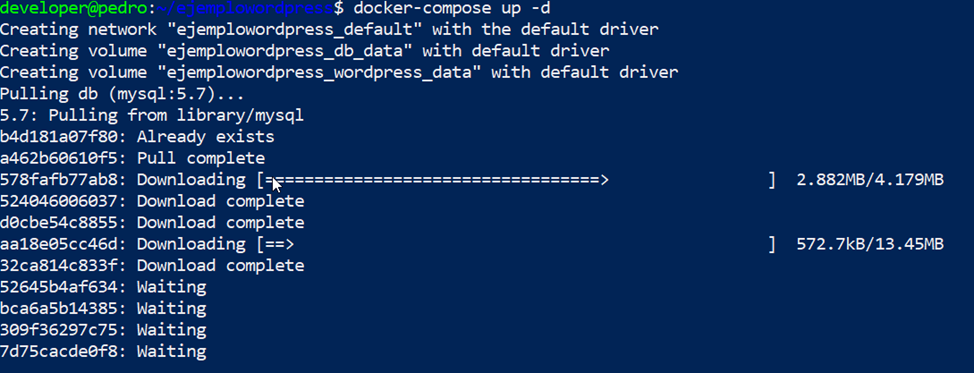 developer@pedro:~/ejemplowordpress$ docker-compose up -d
Creating network "ejemplowordpress_default" with the default driver
Creating volume "ejemplowordpress_db_data" with default driver
Creating volume "ejemplowordpress_wordpress_data" with default driver
Pulling db (mysql:5.7)...
5.7: Pulling from library/mysql
b4d181a07f80: Already exists
a462b60610f5: Pull complete
578fafb77ab8: Downloading [==================================>                ]  2.882MB/4.179MB
524046006037: Download complete
d0cbe54c8855: Download complete
aa18e05cc46d: Downloading [==>                                                ]  572.7kB/13.45MB
32ca814c833f: Download complete
52645b4af634: Waiting
bca6a5b14385: Waiting
309f36297c75: Waiting
7d75cacde0f8: Waiting